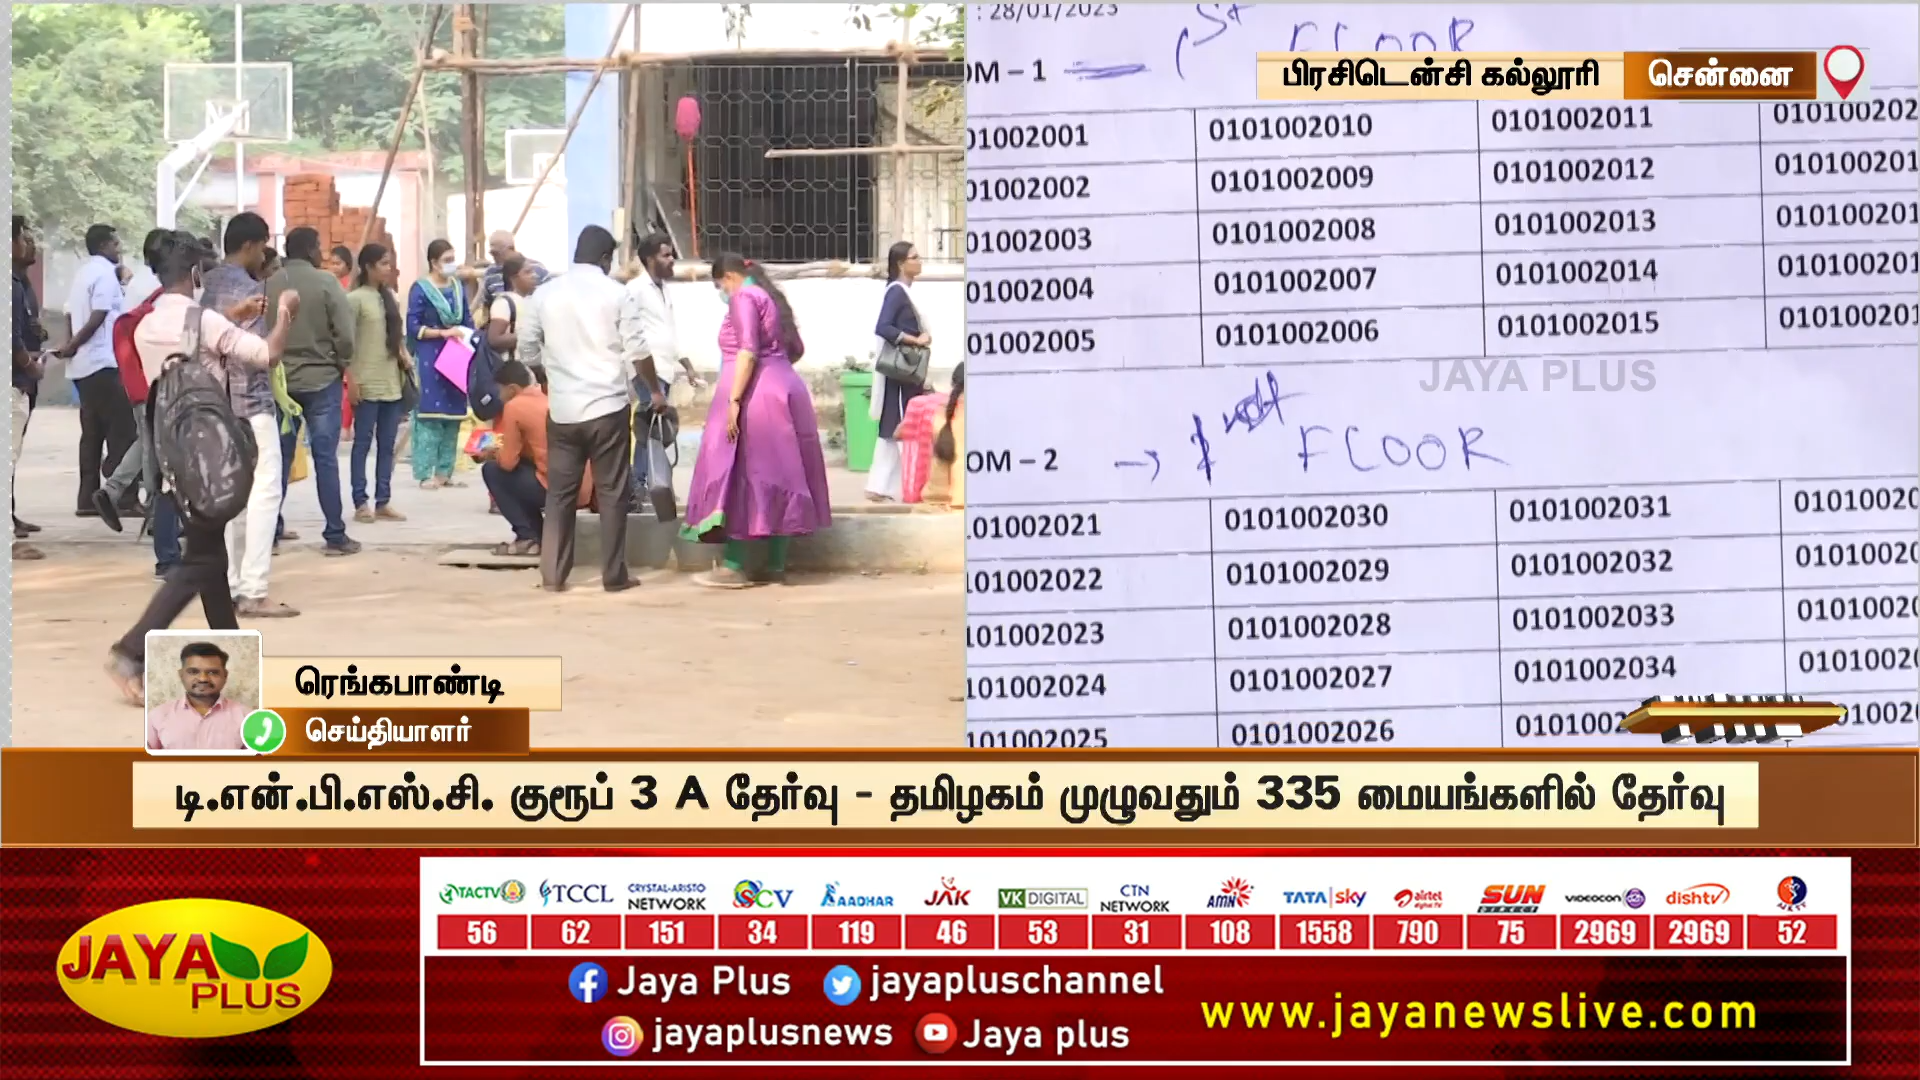 : 28/01/2023
OM – 1
1st FLOOR
பிரசிடென்சி கல்லூரி
சென்னை
01002001 0101002010 0101002011
01002002 0101002009 0101002012
01002003 0101002008 0101002013
01002004 0101002007 0101002014
01002005 0101002006 0101002015
JAYA PLUS
OM – 2
FLOOR
101002021 0101002030 0101002031
101002022 0101002029 0101002032
101002023 0101002028 0101002033
101002024 0101002027 0101002034
101002025 0101002026
ரெங்கபாண்டி
செய்தியாளர்
டி.என்.பி.எஸ்.சி. குரூப் 3 A தேர்வு - தமிழகம் முழுவதும் 335 மையங்களில் தேர்வு
JAYA PLUS
TACTV TCCL CRYSTAL-ARISTO NETWORK SCV AADHAR JAK VK DIGITAL CTN NETWORK AMN TATA sky airtel digital TV SUN DIRECT VIDEOCON dishtv
56 62 151 34 119 46 53 31 108 1558 790 75 2969 2969 52
Jaya Plus jayapluschannel
jayaplusnews Jaya plus
www.jayanewslive.com